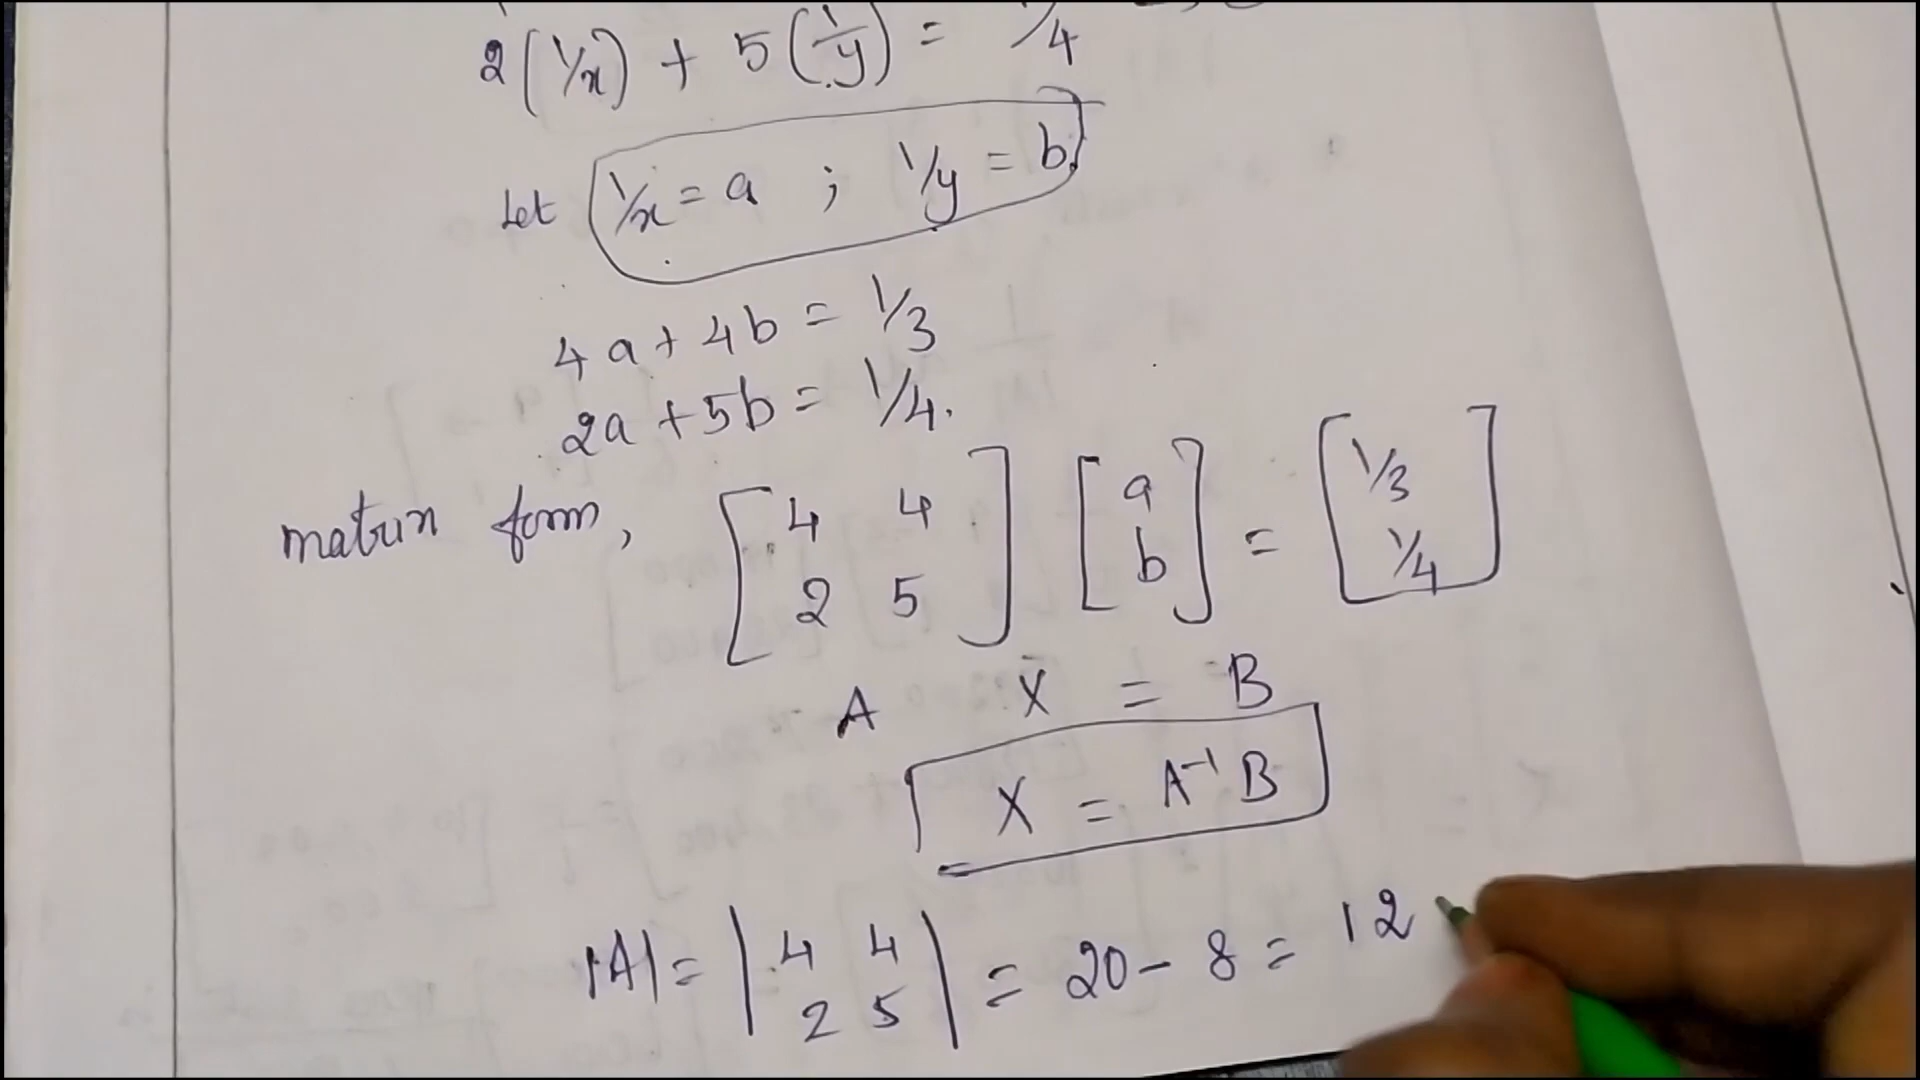 2(1/x) + 5(1/y) = 1/4
Let 1/x = a ; 1/y = b
4a + 4b = 1/3
2a + 5b = 1/4.
matrix form, [4 4 [a = [1/3
2 5] b] 1/4]
A X = B
X = A⁻¹ B
|A| = |4 4 = 20 - 8 = 12
2 5|